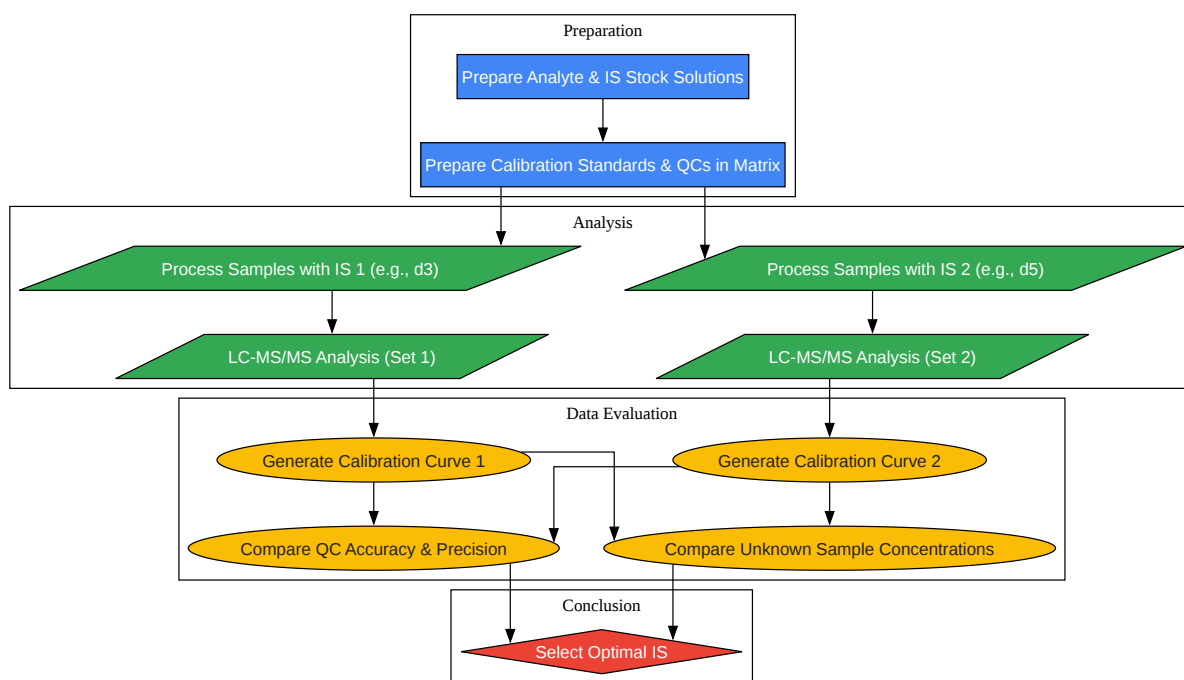 Preparation
Prepare Analyte & IS Stock Solutions
Prepare Calibration Standards & QCs in Matrix
Analysis
Process Samples with IS 1 (e.g., d3)
Process Samples with IS 2 (e.g., d5)
LC-MS/MS Analysis (Set 1)
LC-MS/MS Analysis (Set 2)
Data Evaluation
Generate Calibration Curve 1
Generate Calibration Curve 2
Compare QC Accuracy & Precision
Compare Unknown Sample Concentrations
Conclusion
Select Optimal IS